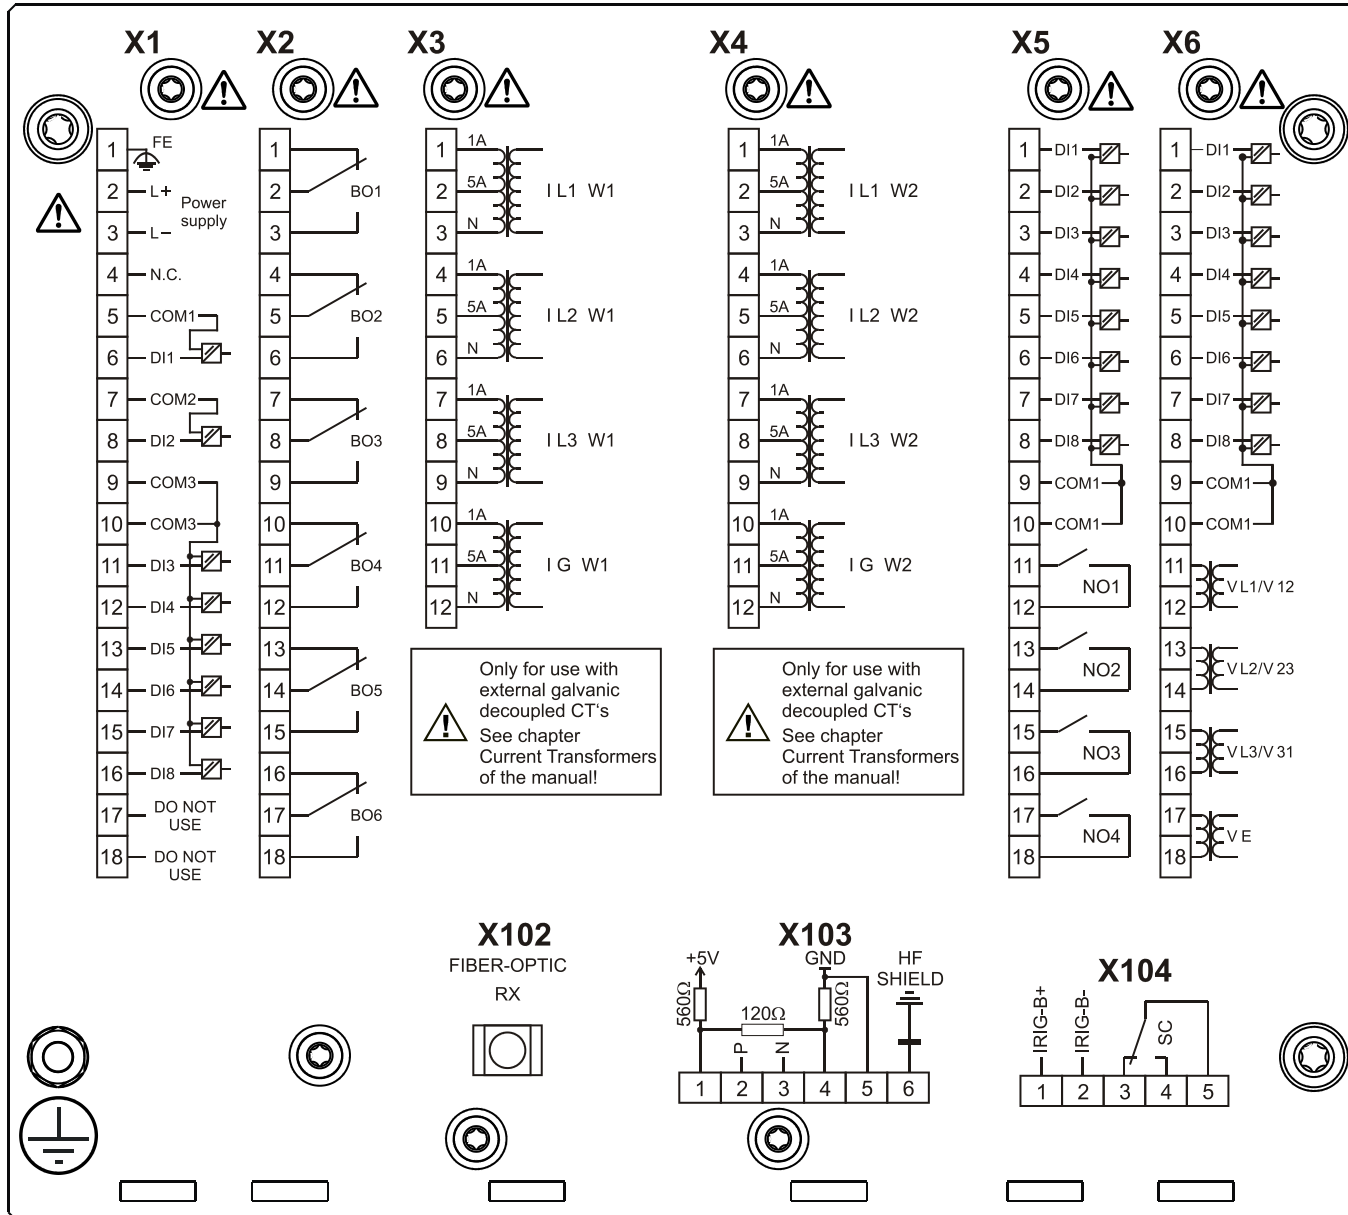 X1 X2 X3 X4 X5 X6
1 FE
2 L+
Power
supply
3 L−
4 N.C.
5 COM1
6 DI1
7 COM2
8 DI2
9 COM3
10 COM3
11 DI3
12 DI4
13 DI5
14 DI6
15 DI7
16 DI8
17 DO NOT
USE
18 DO NOT
USE
1
2 BO1
3
4
5 BO2
6
7
8 BO3
9
10
11 BO4
12
13
14 BO5
15
16
17 BO6
18
1 1A
2 5A I L1 W1
3 N
4 1A
5 5A I L2 W1
6 N
7 1A
8 5A I L3 W1
9 N
10 1A
11 5A I G W1
12 N
Only for use with
external galvanic
decoupled CT‘s
See chapter
Current Transformers
of the manual!
1 1A
2 5A I L1 W2
3 N
4 1A
5 5A I L2 W2
6 N
7 1A
8 5A I L3 W2
9 N
10 1A
11 5A I G W2
12 N
Only for use with
external galvanic
decoupled CT‘s
See chapter
Current Transformers
of the manual!
1 DI1
2 DI2
3 DI3
4 DI4
5 DI5
6 DI6
7 DI7
8 DI8
9 COM1
10 COM1
11
NO1
12
13
NO2
14
15
NO3
16
17
NO4
18
1 DI1
2 DI2
3 DI3
4 DI4
5 DI5
6 DI6
7 DI7
8 DI8
9 COM1
10 COM1
11
V L1/V 12
12
13
V L2/V 23
14
15
V L3/V 31
16
17
V E
18
X102
FIBER-OPTIC
RX
X103
+5V GND HF
SHIELD
560Ω 120Ω 560Ω
P N
1 2 3 4 5 6
X104
IRIG-B+ IRIG-B- SC
1 2 3 4 5